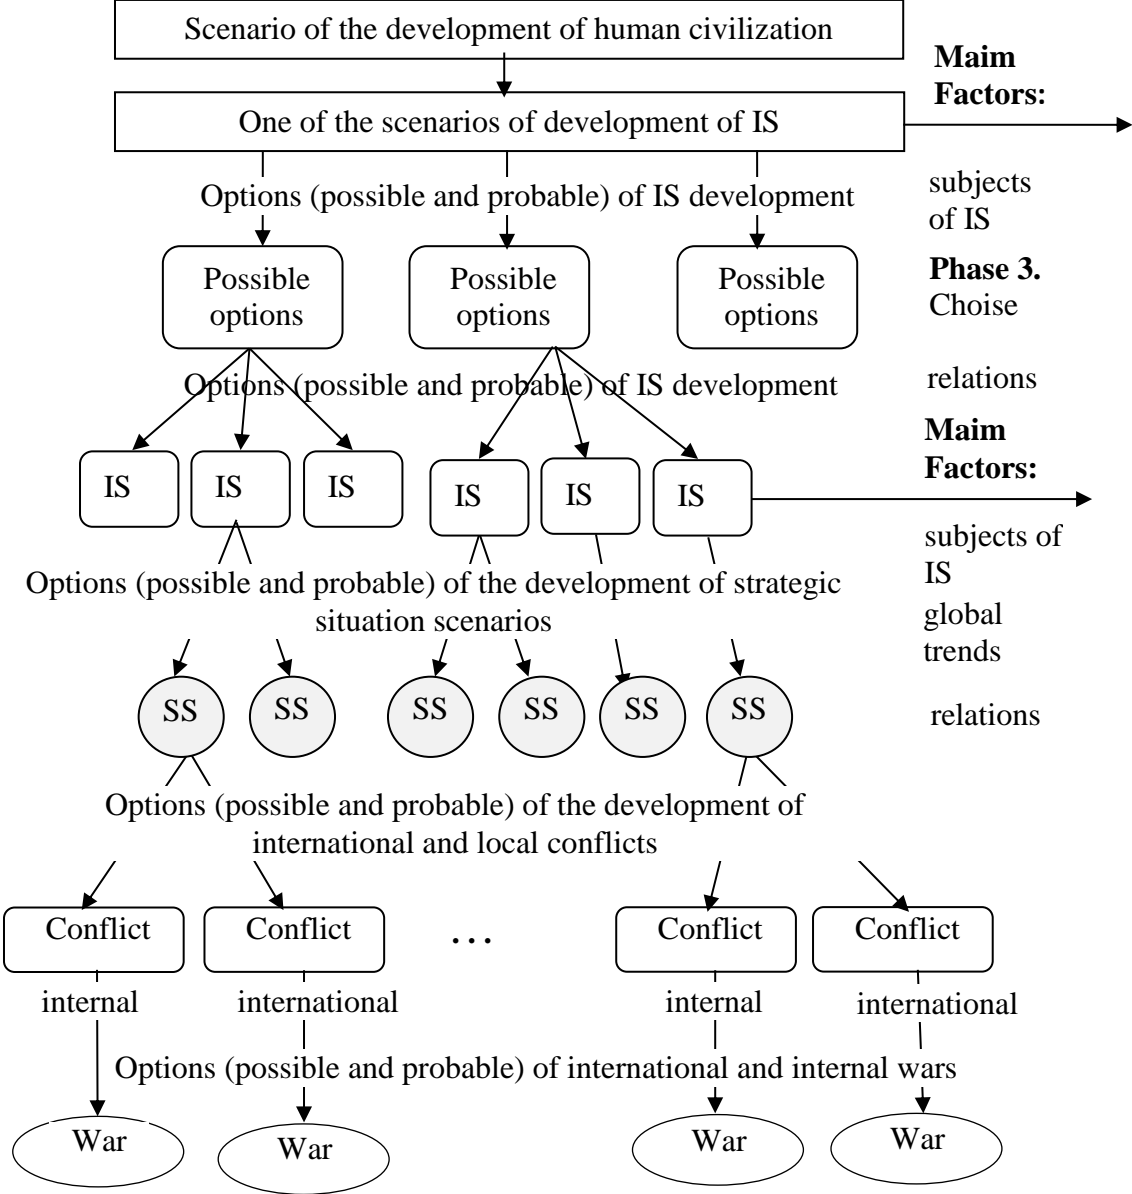 Scenario of the development of human civilization
Maim
Factors:
One of the scenarios of development of IS
Options (possible and probable) of IS development
subjects
of IS
Possible
options
Possible
options
Possible
options
Phase 3.
Choise
Options (possible and probable) of IS development
relations
Maim
Factors:
IS
IS
IS
IS
IS
IS
subjects of
IS
Options (possible and probable) of the development of strategic
situation scenarios
global
trends
SS
SS
SS
SS
SS
SS
relations
Options (possible and probable) of the development of
international and local conflicts
Conflict
Conflict
...
Conflict
Conflict
internal
international
internal
international
Options (possible and probable) of international and internal wars
War
War
War
War